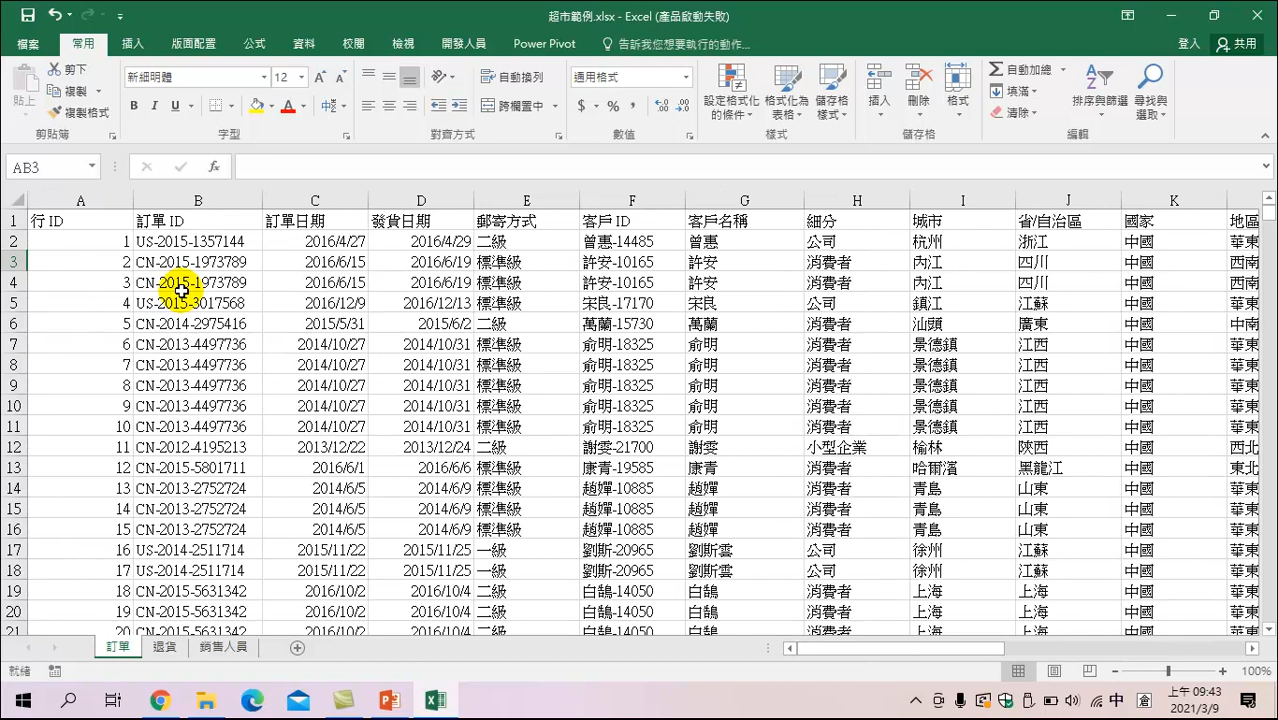 超市範例.xlsx - Excel (產品啟動失敗)
檔案 常用 插入 版面配置 公式 資料 校閱 檢視 開發人員 Power Pivot 告訴我您想要執行的動作... 登入 共用
貼上 剪下 複製 複製格式
新細明體 12
B I U A
自動換列 跨欄置中
通用格式
$ % ,
設定格式化的條件 格式化為表格 儲存格樣式
插入 刪除 格式
自動加總 填滿 清除
排序與篩選 尋找與選取
剪貼簿 字型 對齊方式 數值 樣式 儲存格 編輯
AB3 fx
A B C D E F G H I J K
1 行 ID 訂單 ID 訂單日期 發貨日期 郵寄方式 客戶 ID 客戶名稱 細分 城市 省/自治區 國家 地區
2 1 US-2015-1357144 2016/4/27 2016/4/29 二級 曾惠-14485 曾惠 公司 杭州 浙江 中國 華東
3 2 CN-2015-1973789 2016/6/15 2016/6/19 標準級 許安-10165 許安 消費者 內江 四川 中國 西南
4 3 CN-2015-1973789 2016/6/15 2016/6/19 標準級 許安-10165 許安 消費者 內江 四川 中國 西南
5 4 US-2015-3017568 2016/12/9 2016/12/13 標準級 宋良-17170 宋良 公司 鎮江 江蘇 中國 華東
6 5 CN-2014-2975416 2015/5/31 2015/6/2 二級 萬蘭-15730 萬蘭 消費者 汕頭 廣東 中國 中南
7 6 CN-2013-4497736 2014/10/27 2014/10/31 標準級 俞明-18325 俞明 消費者 景德鎮 江西 中國 華東
8 7 CN-2013-4497736 2014/10/27 2014/10/31 標準級 俞明-18325 俞明 消費者 景德鎮 江西 中國 華東
9 8 CN-2013-4497736 2014/10/27 2014/10/31 標準級 俞明-18325 俞明 消費者 景德鎮 江西 中國 華東
10 9 CN-2013-4497736 2014/10/27 2014/10/31 標準級 俞明-18325 俞明 消費者 景德鎮 江西 中國 華東
11 10 CN-2013-4497736 2014/10/27 2014/10/31 標準級 俞明-18325 俞明 消費者 景德鎮 江西 中國 華東
12 11 CN-2012-4195213 2013/12/22 2013/12/24 二級 謝雯-21700 謝雯 小型企業 榆林 陝西 中國 西北
13 12 CN-2015-5801711 2016/6/1 2016/6/6 標準級 康青-19585 康青 消費者 哈爾濱 黑龍江 中國 東北
14 13 CN-2013-2752724 2014/6/5 2014/6/9 標準級 趙嬋-10885 趙嬋 消費者 青島 山東 中國 華東
15 14 CN-2013-2752724 2014/6/5 2014/6/9 標準級 趙嬋-10885 趙嬋 消費者 青島 山東 中國 華東
16 15 CN-2013-2752724 2014/6/5 2014/6/9 標準級 趙嬋-10885 趙嬋 消費者 青島 山東 中國 華東
17 16 US-2014-2511714 2015/11/22 2015/11/25 一級 劉斯-20965 劉斯雲 公司 徐州 江蘇 中國 華東
18 17 US-2014-2511714 2015/11/22 2015/11/25 一級 劉斯-20965 劉斯雲 公司 徐州 江蘇 中國 華東
19 18 CN-2015-5631342 2016/10/2 2016/10/4 二級 白鵠-14050 白鵠 消費者 上海 上海 中國 華東
20 19 CN-2015-5631342 2016/10/2 2016/10/4 二級 白鵠-14050 白鵠 消費者 上海 上海 中國 華東
21 20 CN-2015-5631342 2016/10/2 2016/10/4 二級 白鵠-14050 白鵠 消費者 上海 上海 中國 華東
訂單 退貨 銷售人員
就緒 100%
中 倉 上午 09:43
2021/3/9